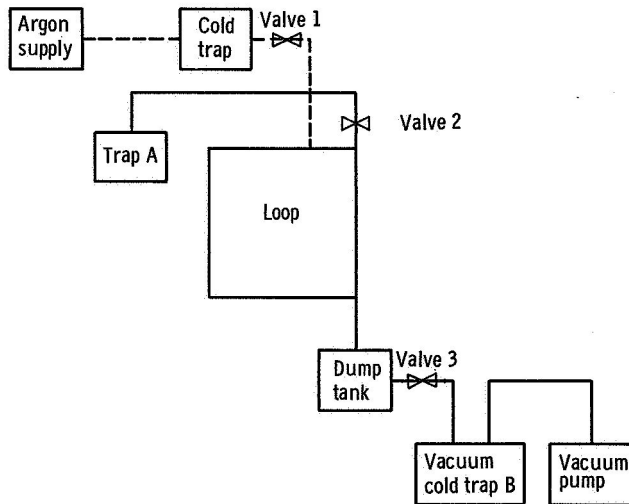 Argon
supply
Cold
trap
Valve 1
Valve 2
Trap A
Loop
Dump
tank
Valve 3
Vacuum
cold trap B
Vacuum
pump